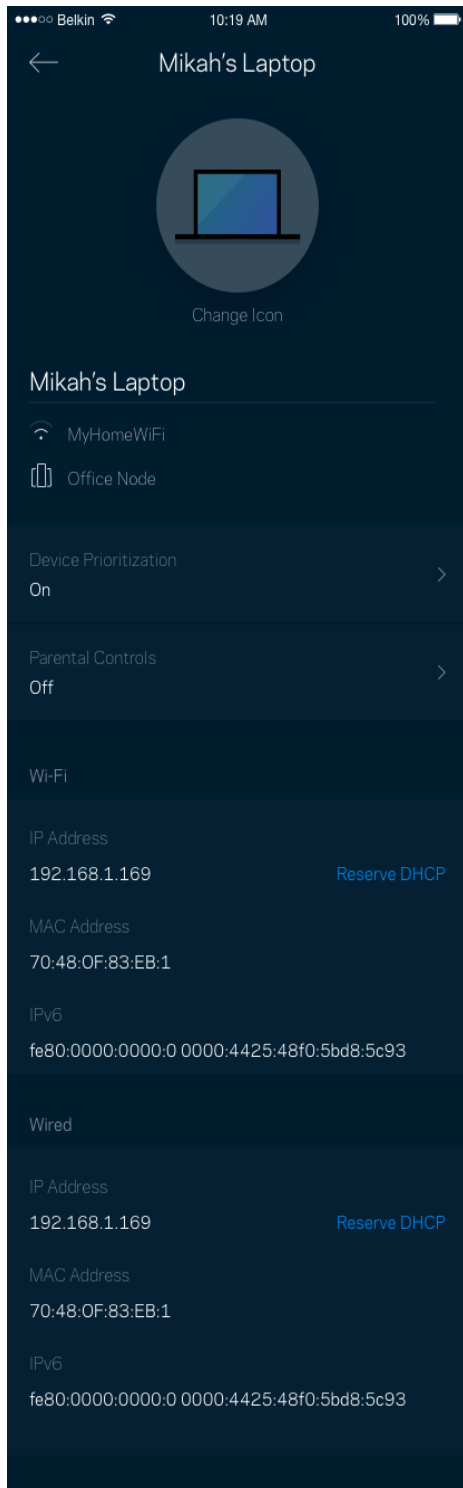 Belkin 10:19 AM 100%
Mikah's Laptop
Change Icon
Mikah's Laptop
MyHomeWiFi
Office Node
Device Prioritization
On
Parental Controls
Off
Wi-Fi
IP Address
192.168.1.169 Reserve DHCP
MAC Address
70:48:0F:83:EB:1
IPv6
fe80:0000:0000:0 0000:4425:48f0:5bd8:5c93
Wired
IP Address
192.168.1.169 Reserve DHCP
MAC Address
70:48:0F:83:EB:1
IPv6
fe80:0000:0000:0 0000:4425:48f0:5bd8:5c93